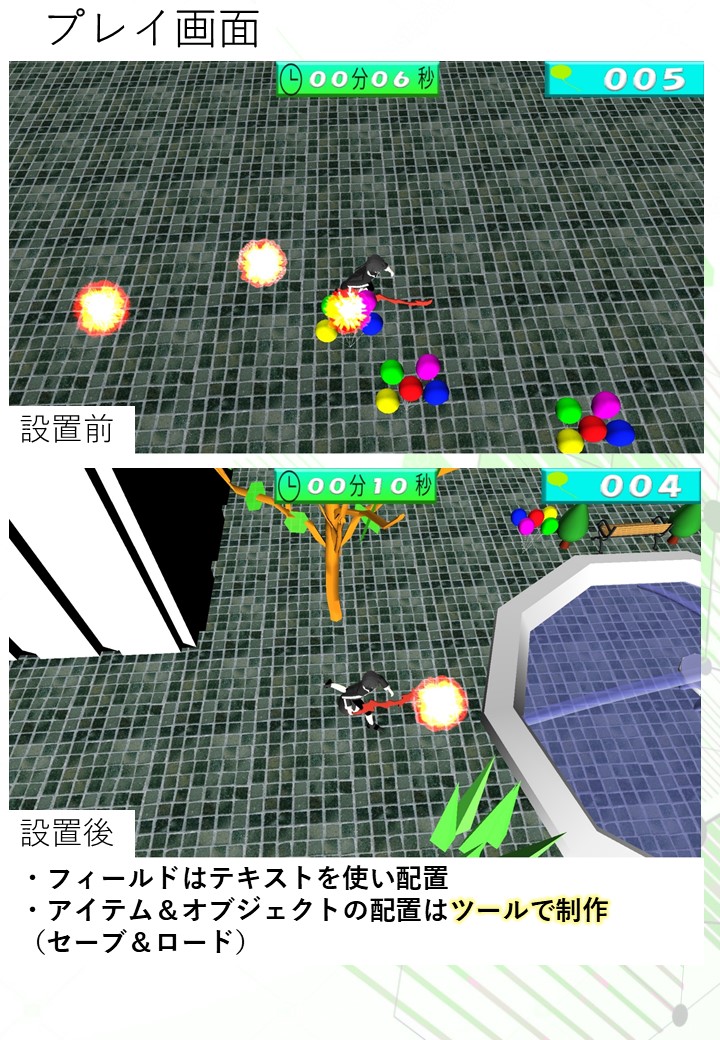 プレイ画面
00分06秒
005
設置前
00分10秒
004
設置後
・フィールドはテキストを使い配置
・アイテム＆オブジェクトの配置はツールで制作
（セーブ＆ロード）